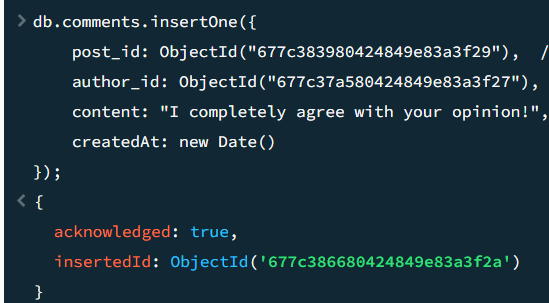 > db.comments.insertOne({
post_id: ObjectId("677c383980424849e83a3f29"), /
author_id: ObjectId("677c37a580424849e83a3f27"),
content: "I completely agree with your opinion!",
createdAt: new Date()
});
< {
acknowledged: true,
insertedId: ObjectId('677c386680424849e83a3f2a')
}